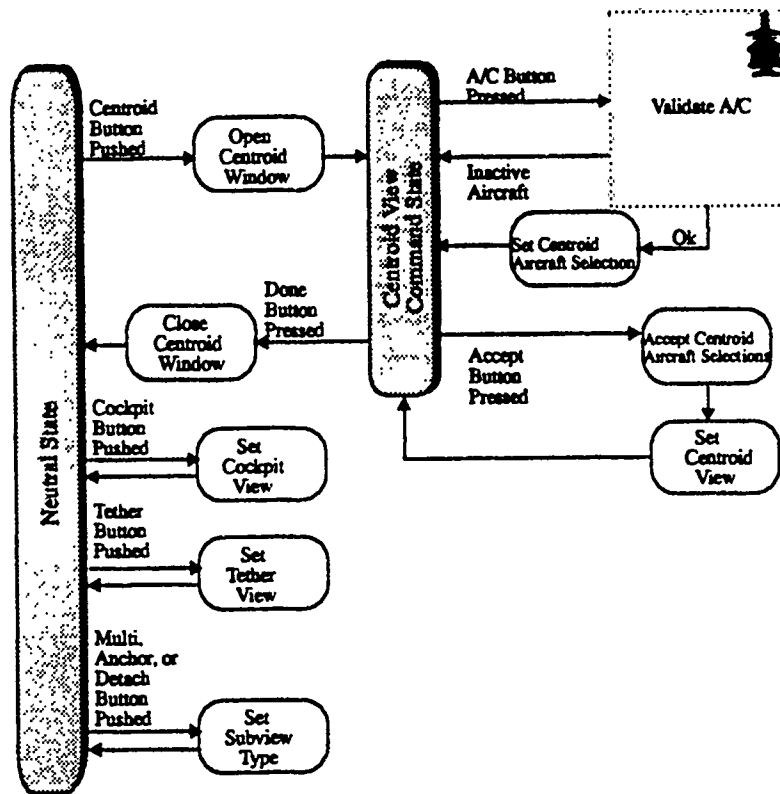 Centroid
Button
Pushed
Open
Centroid
Window
A/C Button
Pressed
Validate A/C
Inactive
Aircraft
Centroid View
Command State
Set Centroid
Aircraft Selection
Ok
Done
Button
Pressed
Close
Centroid
Window
Accept
Button
Pressed
Accept Centroid
Aircraft Selections
Set
Centroid
View
Neutral State
Cockpit
Button
Pushed
Set
Cockpit
View
Tether
Button
Pushed
Set
Tether
View
Multi,
Anchor, or
Detach
Button
Pushed
Set
Subview
Type